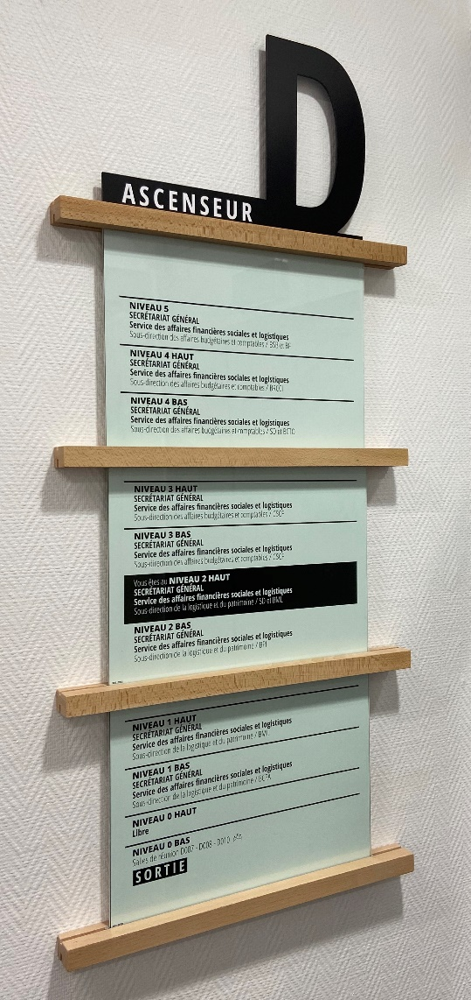 D
ASCENSEUR
NIVEAU 5
SECRÉTARIAT GÉNÉRAL
Service des affaires financières sociales et logistiques
Sous-direction des affaires budgétaires et comptables / BSB et BF
NIVEAU 4 HAUT
SECRÉTARIAT GÉNÉRAL
Service des affaires financières sociales et logistiques
Sous-direction des affaires budgétaires et comptables / BRCCI
NIVEAU 4 BAS
SECRÉTARIAT GÉNÉRAL
Service des affaires financières sociales et logistiques
Sous-direction des affaires budgétaires et comptables / SD et BCTO
NIVEAU 3 HAUT
SECRÉTARIAT GÉNÉRAL
Service des affaires financières sociales et logistiques
Sous-direction des affaires budgétaires et comptables / CSCF
NIVEAU 3 BAS
SECRÉTARIAT GÉNÉRAL
Service des affaires financières sociales et logistiques
Sous-direction des affaires budgétaires et comptables / CSCF
Vous êtes au NIVEAU 2 HAUT
SECRÉTARIAT GÉNÉRAL
Service des affaires financières sociales et logistiques
Sous-direction de la logistique et du patrimoine / SD et BML
NIVEAU 2 BAS
SECRÉTARIAT GÉNÉRAL
Service des affaires financières sociales et logistiques
Sous-direction de la logistique et du patrimoine / BPI
NIVEAU 1 HAUT
SECRÉTARIAT GÉNÉRAL
Service des affaires financières sociales et logistiques
Sous-direction de la logistique et du patrimoine / BMI
NIVEAU 1 BAS
SECRÉTARIAT GÉNÉRAL
Service des affaires financières sociales et logistiques
Sous-direction de la logistique et du patrimoine / BCPA
NIVEAU 0 HAUT
Libre
NIVEAU 0 BAS
Salles de réunion D007 - D008 - D010
SORTIE